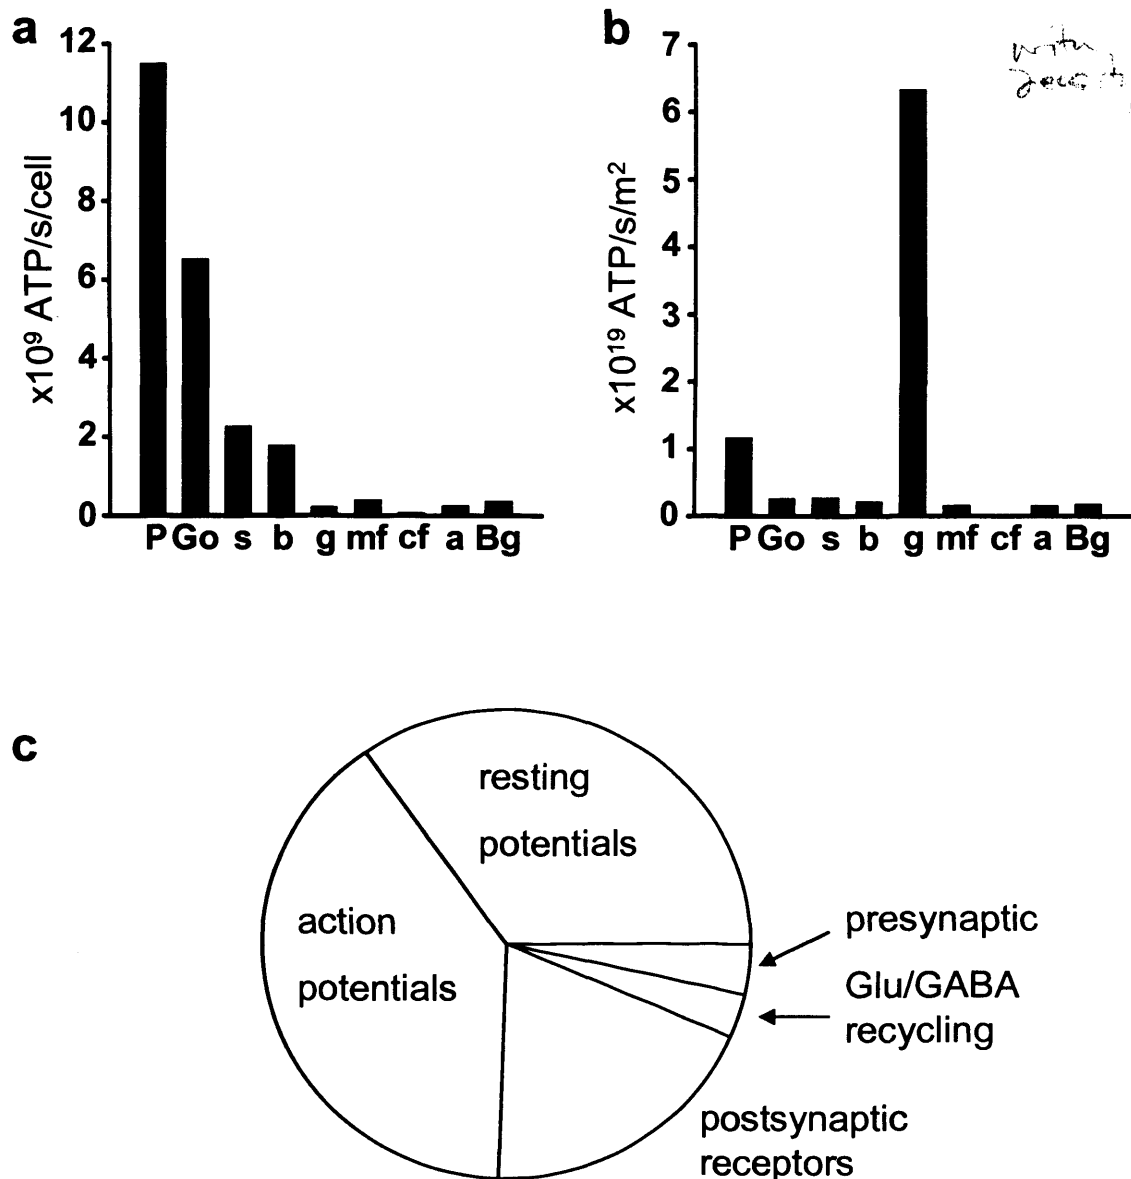 a
12
10
8
6
4
2
0
x10⁹ ATP/s/cell
P Go s b g mf cf a Bg
b
7
6
5
4
3
2
1
0
x10¹⁹ ATP/s/m²
P Go s b g mf cf a Bg
with
c
resting
potentials
action
potentials
presynaptic
Glu/GABA
recycling
postsynaptic
receptors